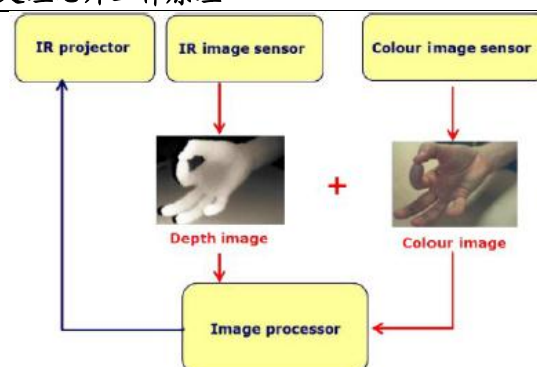 IR projector
IR image sensor
Colour image sensor
+
Depth image
Colour image
Image processor